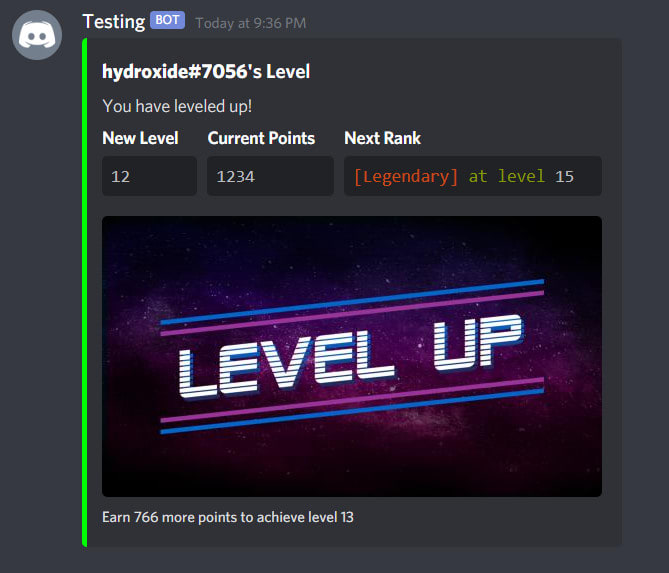 Testing BOT Today at 9:36 PM
hydroxide#7056's Level
You have leveled up!
New Level Current Points Next Rank
12 1234 [Legendary] at level 15
LEVEL UP
Earn 766 more points to achieve level 13